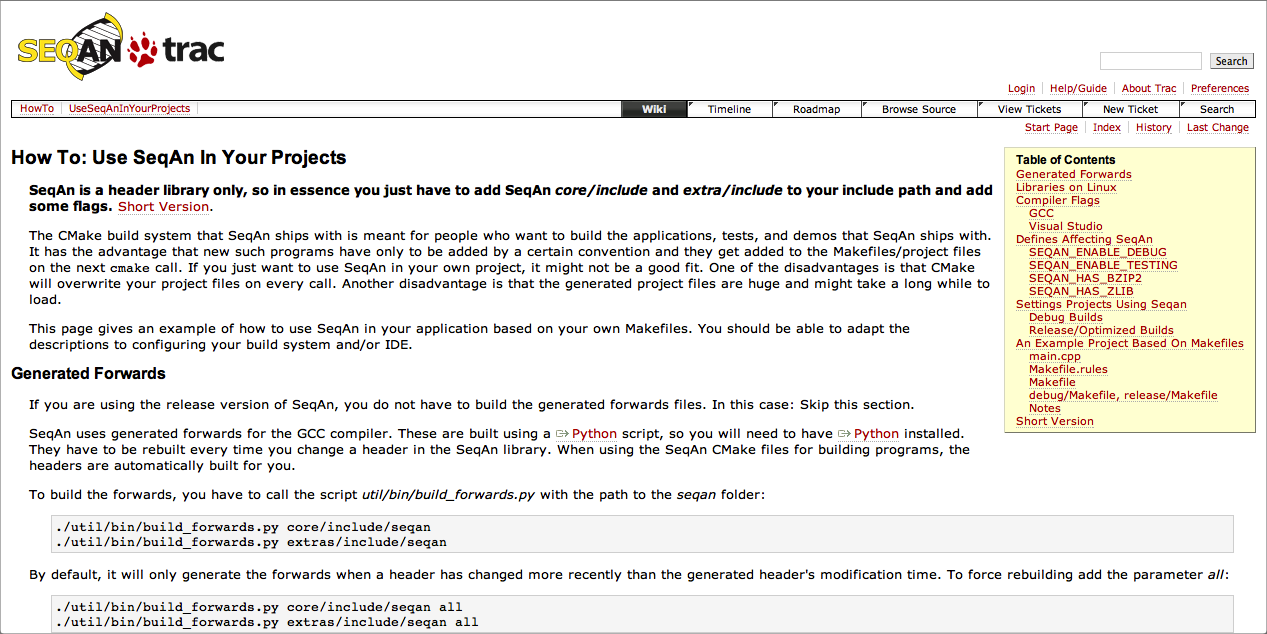 SEQAN trac
Search
Login Help/Guide About Trac Preferences
HowTo UseSeqAnInYourProjects Wiki Timeline Roadmap Browse Source View Tickets New Ticket Search
Start Page Index History Last Change
How To: Use SeqAn In Your Projects
SeqAn is a header library only, so in essence you just have to add SeqAn core/include and extra/include to your include path and add
some flags. Short Version.
The CMake build system that SeqAn ships with is meant for people who want to build the applications, tests, and demos that SeqAn ships with.
It has the advantage that new such programs have only to be added by a certain convention and they get added to the Makefiles/project files
on the next cmake call. If you just want to use SeqAn in your own project, it might not be a good fit. One of the disadvantages is that CMake
will overwrite your project files on every call. Another disadvantage is that the generated project files are huge and might take a long while to
load.
This page gives an example of how to use SeqAn in your application based on your own Makefiles. You should be able to adapt the
descriptions to configuring your build system and/or IDE.
Table of Contents
Generated Forwards
Libraries on Linux
Compiler Flags
GCC
Visual Studio
Defines Affecting SeqAn
SEQAN_ENABLE_DEBUG
SEQAN_ENABLE_TESTING
SEQAN_HAS_BZIP2
SEQAN_HAS_ZLIB
Settings Projects Using Seqan
Debug Builds
Release/Optimized Builds
An Example Project Based On Makefiles
main.cpp
Makefile.rules
Makefile
debug/Makefile, release/Makefile
Notes
Short Version
Generated Forwards
If you are using the release version of SeqAn, you do not have to build the generated forwards files. In this case: Skip this section.
SeqAn uses generated forwards for the GCC compiler. These are built using a Python script, so you will need to have Python installed.
They have to be rebuilt every time you change a header in the SeqAn library. When using the SeqAn CMake files for building programs, the
headers are automatically built for you.
To build the forwards, you have to call the script util/bin/build_forwards.py with the path to the seqan folder:
./util/bin/build_forwards.py core/include/seqan
./util/bin/build_forwards.py extras/include/seqan
By default, it will only generate the forwards when a header has changed more recently than the generated header's modification time. To force rebuilding add the parameter all:
./util/bin/build_forwards.py core/include/seqan all
./util/bin/build_forwards.py extras/include/seqan all